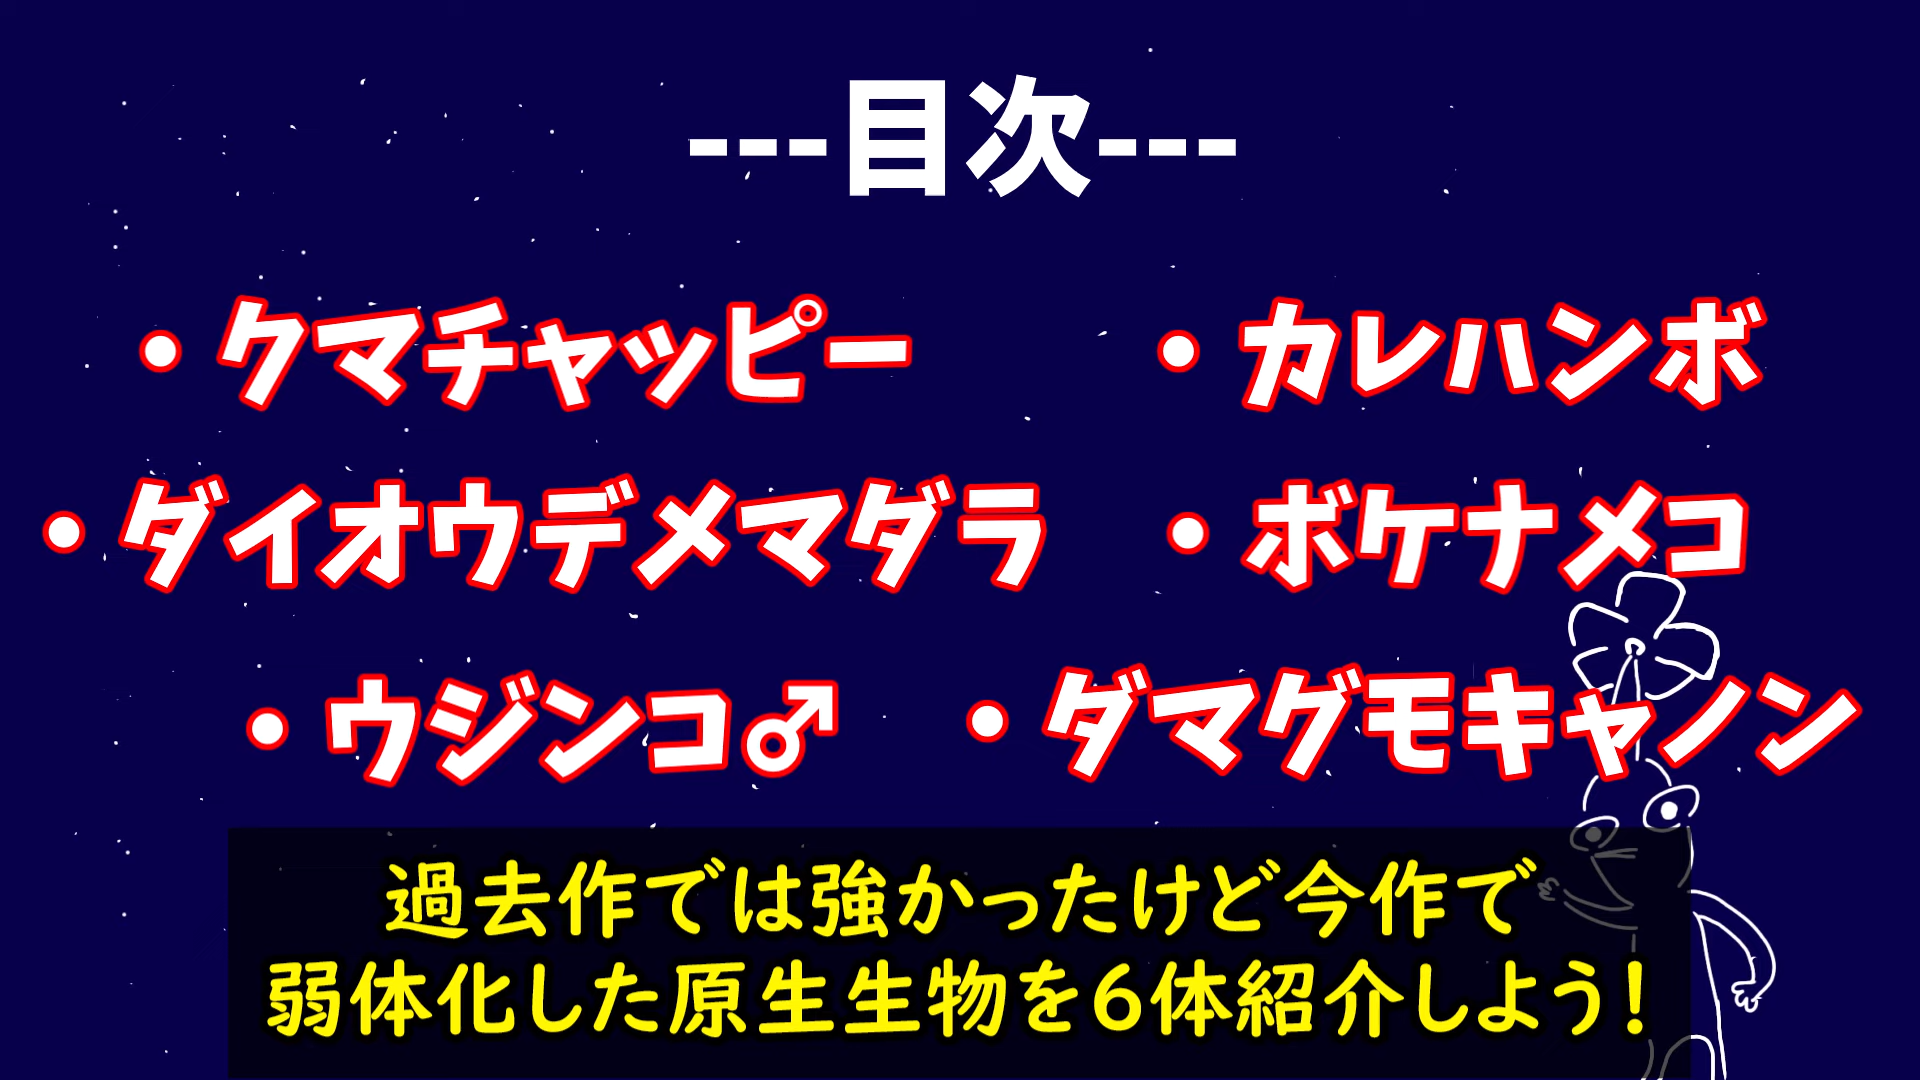 ---目次---
・クマチャッピー
・カレハンボ
・ダイオウデメマダラ
・ボケナメコ
・ウジンコ♂
・ダマグモキャノン
過去作では強かったけど今作で
弱体化した原生生物を6体紹介しよう!